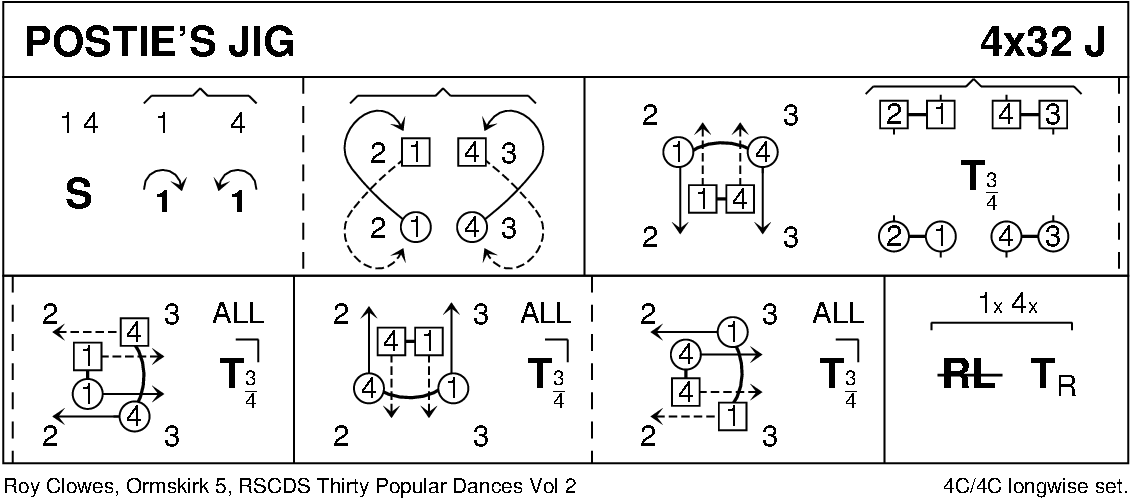 POSTIE'S JIG 4x32 J
1 4 1 4
S 1 1
2 1 4 3
2 1 4 3
2 3
1 4
1 4
2 3
2 1 4 3
T 3/4
2 1 4 3
2 4 3 ALL
1
1
T 3/4
4
2 3
2 3 ALL
4 1
4 1
T 3/4
2 3
2 1 3 ALL
4
4
T 3/4
1
2 3
1x 4x
RL TR
Roy Clowes, Ormskirk 5, RSCDS Thirty Popular Dances Vol 2 4C/4C longwise set.